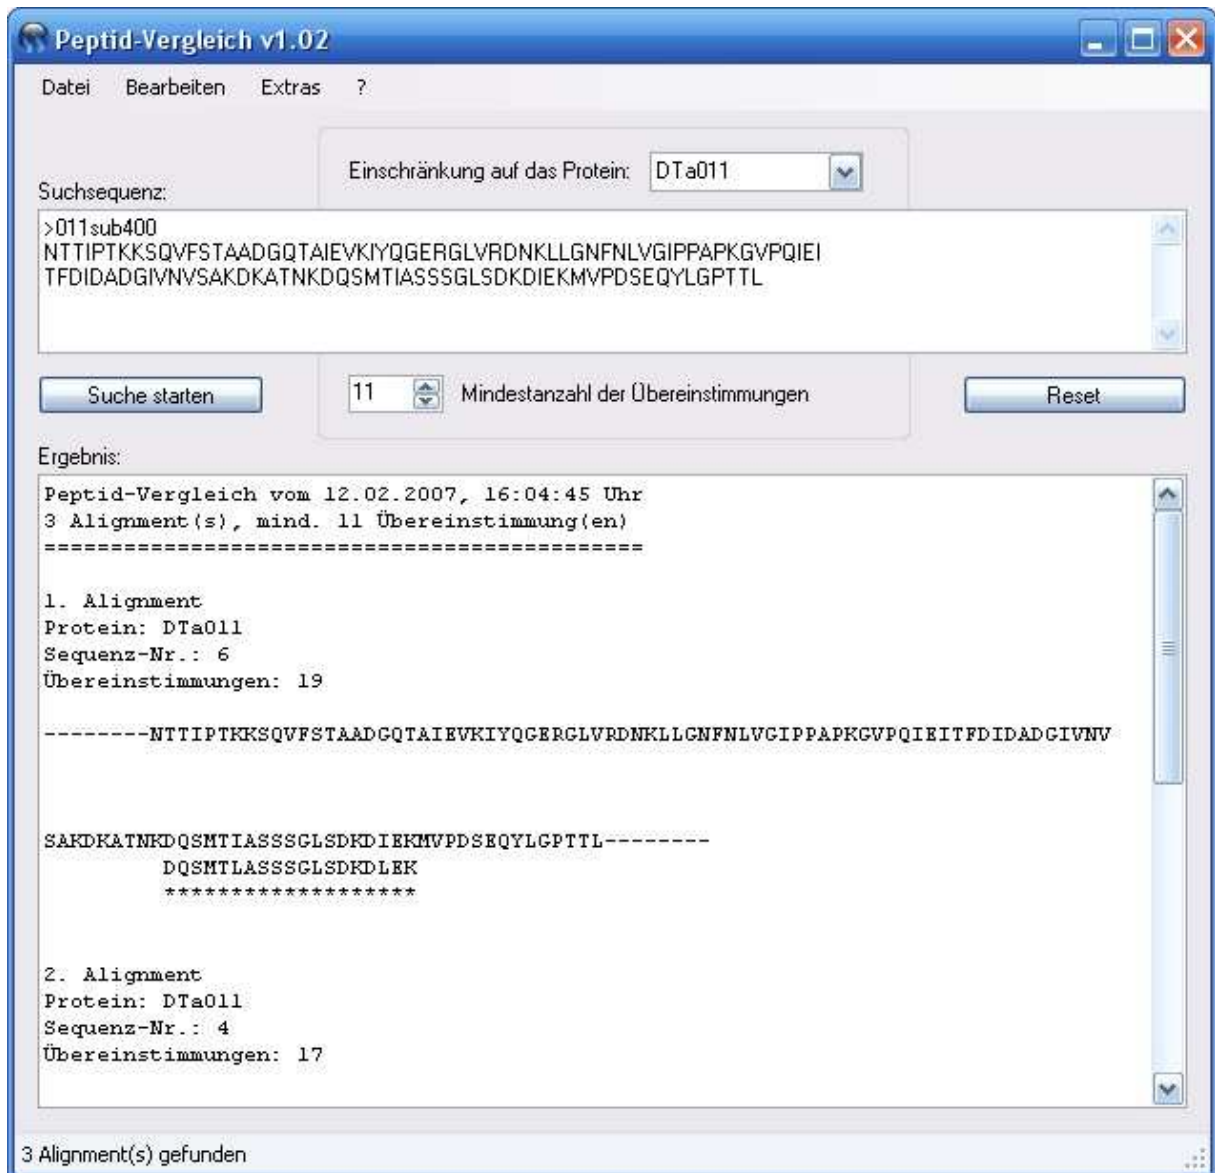 Peptid-Vergleich v1.02
Datei Bearbeiten Extras ?
Einschränkung auf das Protein: DTa011
Suchsequenz:
>011sub400
NTTIPTKKSQVFSTAADGQTAIEVKIYQGERGLVRDNKLLGNFNLVGIPPAPKGVPQIEI
TFDIDADGIVNVSAKDKATNKDQSMTIASSSGLSDKDIEKMVPDSEQYLGPTTL
Suche starten 11 Mindestanzahl der Übereinstimmungen Reset
Ergebnis:
Peptid-Vergleich vom 12.02.2007, 16:04:45 Uhr
3 Alignment(s), mind. 11 Übereinstimmung(en)
=============================================
1. Alignment
Protein: DTa011
Sequenz-Nr.: 6
Übereinstimmungen: 19
--------NTTIPTKKSQVFSTAADGQTAIEVKIYQGERGLVRDNKLLGNFNLVGIPPAPKGVPQIEITFDIDADGIVNV
SAKDKATNKDQSMTIASSSGLSDKDIEKMVPDSEQYLGPTTL--------
DQSMTLASSSGLSDKDLEK
*******************
2. Alignment
Protein: DTa011
Sequenz-Nr.: 4
Übereinstimmungen: 17
3 Alignment(s) gefunden